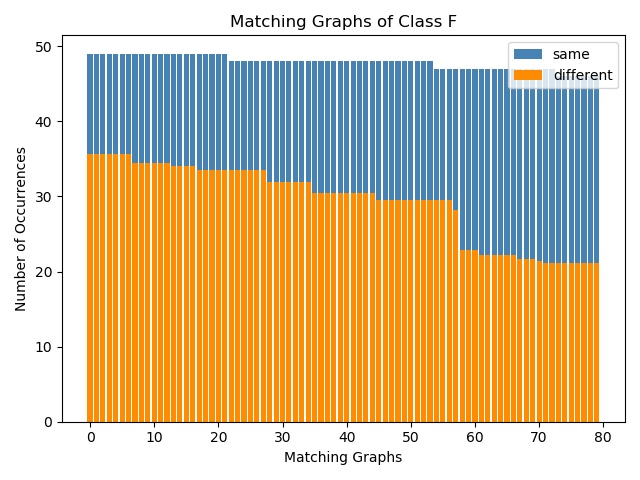 Matching Graphs of Class F
same
different
Number of Occurrences
50
40
30
20
10
0
0 10 20 30 40 50 60 70 80
Matching Graphs